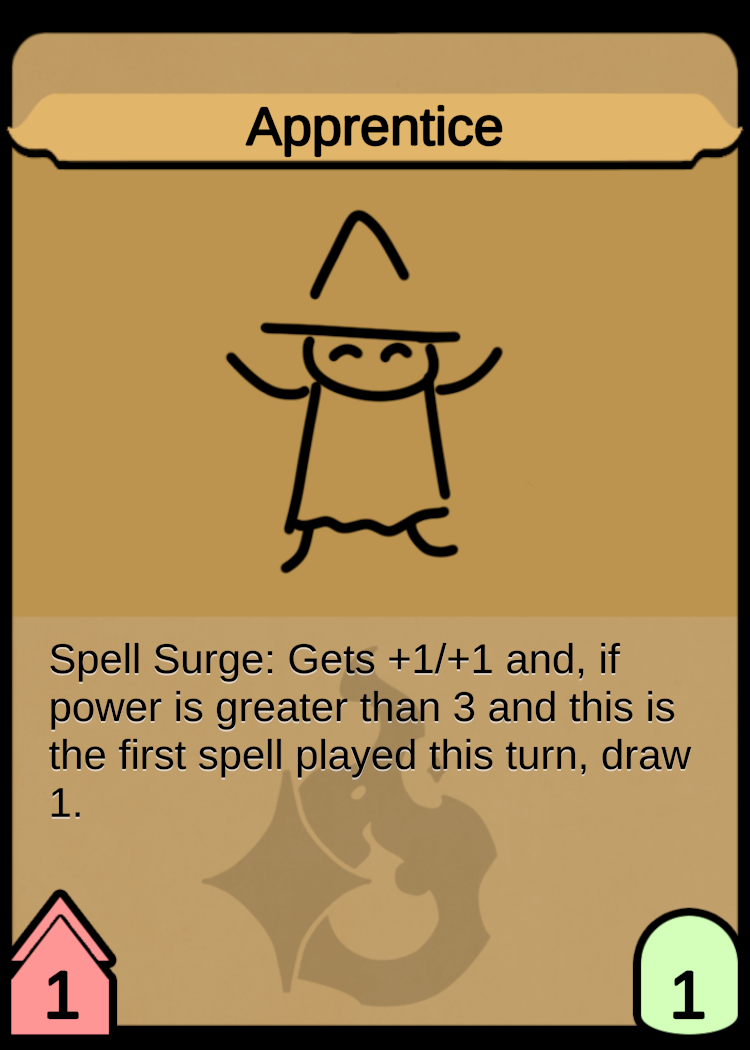 Apprentice
Spell Surge: Gets +1/+1 and, if
power is greater than 3 and this is
the first spell played this turn, draw
1.
1
1